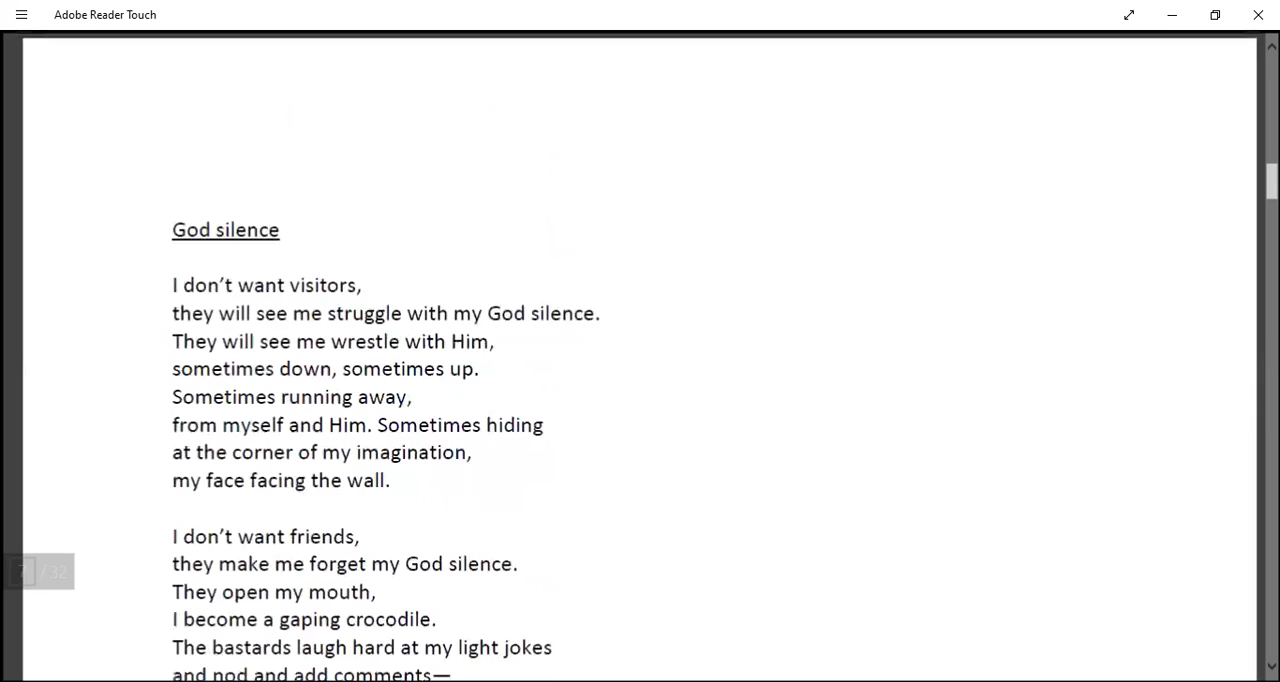 Adobe Reader Touch
God silence
I don’t want visitors,
they will see me struggle with my God silence.
They will see me wrestle with Him,
sometimes down, sometimes up.
Sometimes running away,
from myself and Him. Sometimes hiding
at the corner of my imagination,
my face facing the wall.
I don’t want friends,
they make me forget my God silence.
7 / 32
They open my mouth,
I become a gaping crocodile.
The bastards laugh hard at my light jokes
and nod and add comments—